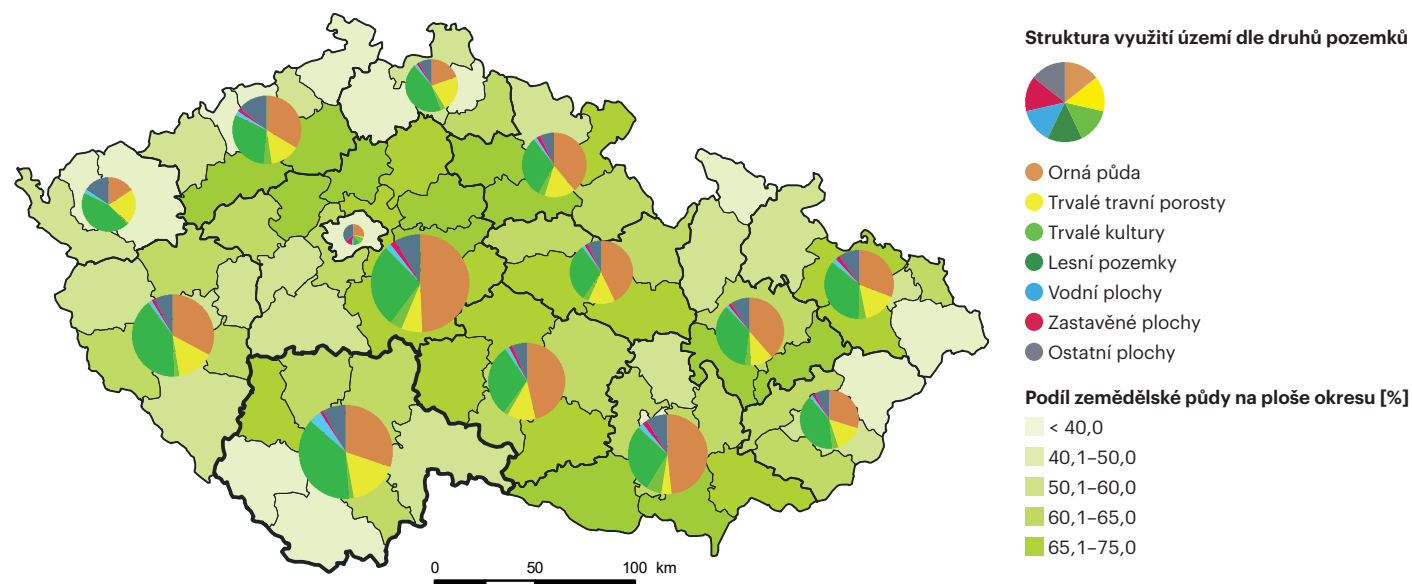 Struktura využití území dle druhů pozemků
Orná půda
Trvalé travní porosty
Trvalé kultury
Lesní pozemky
Vodní plochy
Zastavěné plochy
Ostatní plochy
Podíl zemědělské půdy na ploše okresu [%]
< 40,0
40,1–50,0
50,1–60,0
60,1–65,0
65,1–75,0
0 50 100 km